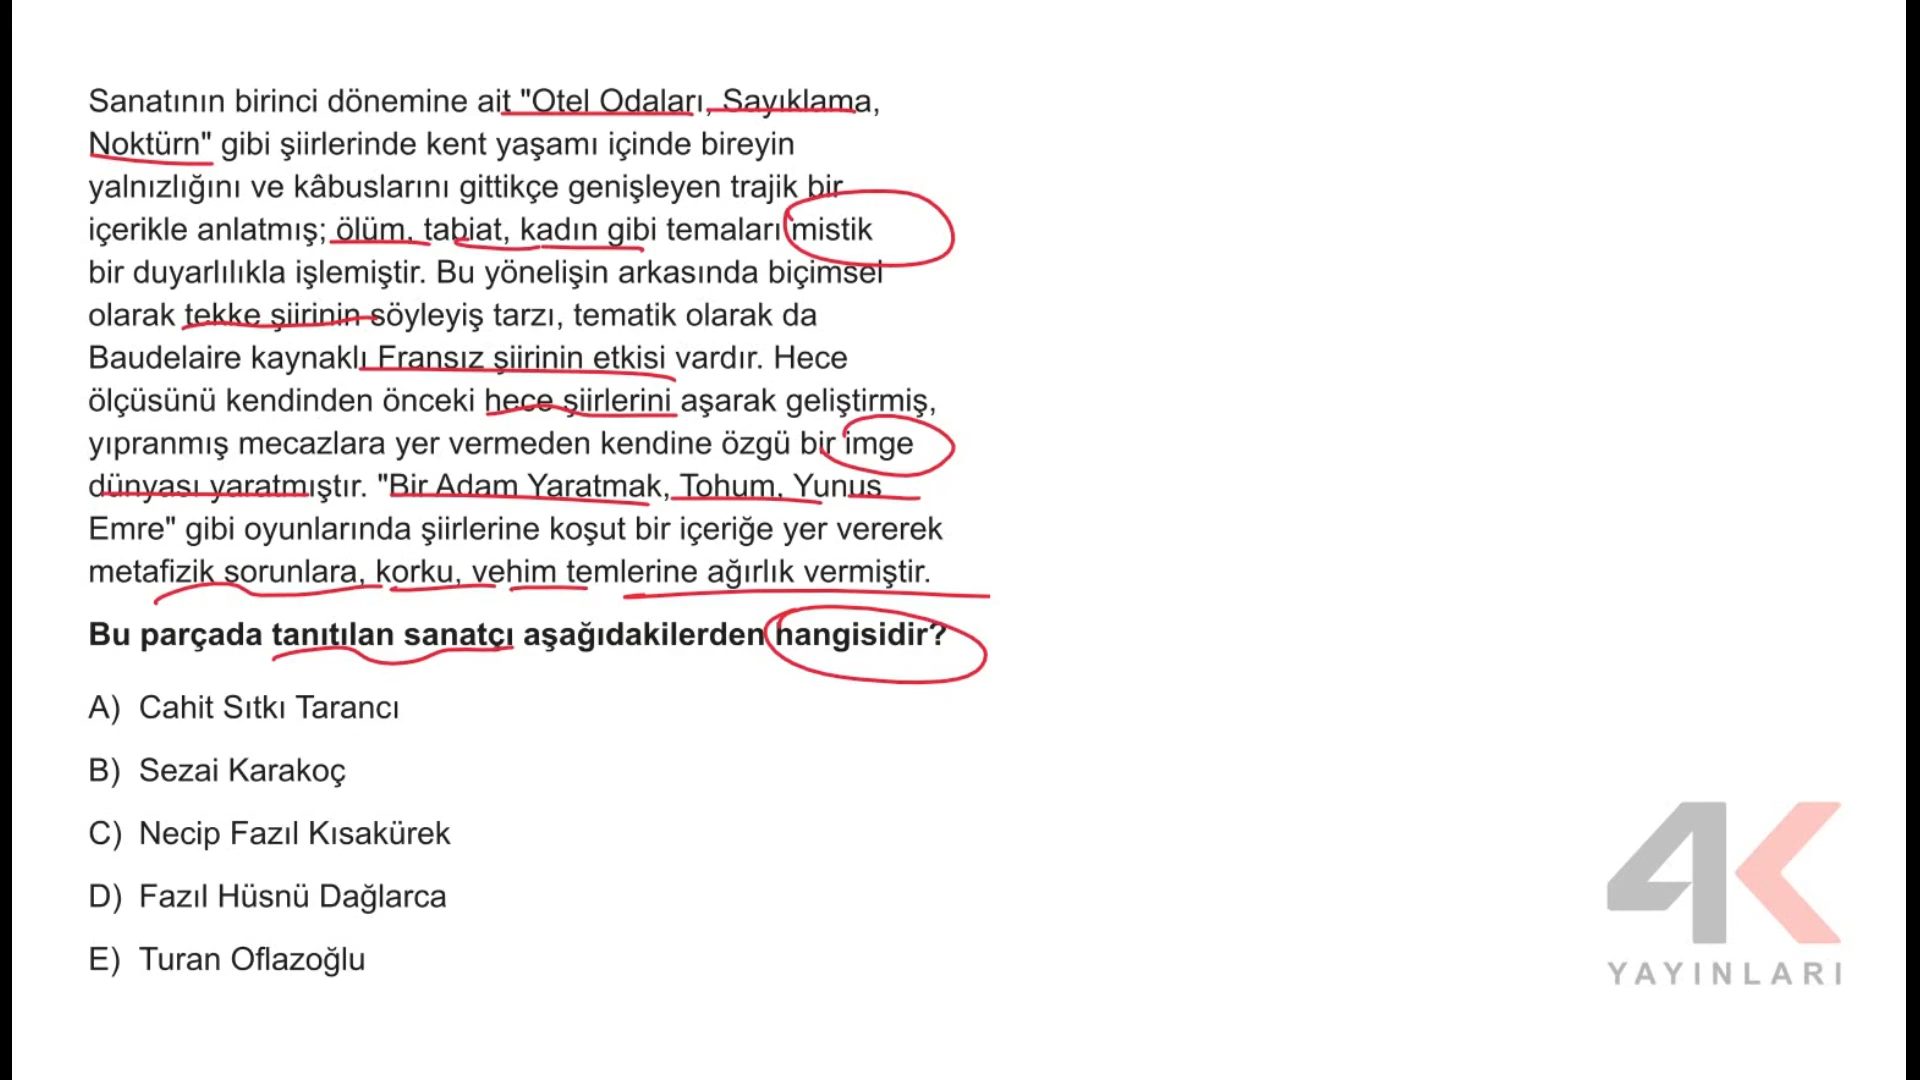 Sanatının birinci dönemine ait "Otel Odaları, Sayıklama,
Noktürn" gibi şiirlerinde kent yaşamı içinde bireyin
yalnızlığını ve kâbuslarını gittikçe genişleyen trajik bir
içerikle anlatmış; ölüm, tabiat, kadın gibi temaları mistik
bir duyarlılıkla işlemiştir. Bu yönelişin arkasında biçimsel
olarak tekke şiirinin söyleyiş tarzı, tematik olarak da
Baudelaire kaynaklı Fransız şiirinin etkisi vardır. Hece
ölçüsünü kendinden önceki hece şiirlerini aşarak geliştirmiş,
yıpranmış mecazlara yer vermeden kendine özgü bir imge
dünyası yaratmıştır. "Bir Adam Yaratmak, Tohum, Yunus
Emre" gibi oyunlarında şiirlerine koşut bir içeriğe yer vererek
metafizik sorunlara, korku, vehim temlerine ağırlık vermiştir.
Bu parçada tanıtılan sanatçı aşağıdakilerden hangisidir?
A) Cahit Sıtkı Tarancı
B) Sezai Karakoç
C) Necip Fazıl Kısakürek
D) Fazıl Hüsnü Dağlarca
E) Turan Oflazoğlu
4K
YAYINLARI